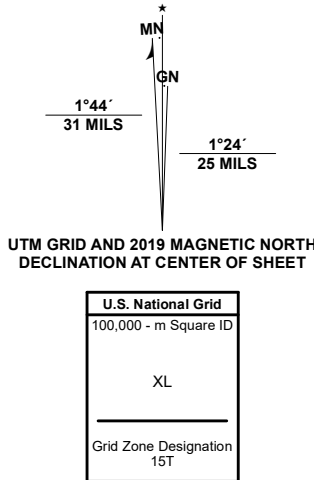 MN
GN
1°44´
31 MILS
1°24´
25 MILS
UTM GRID AND 2019 MAGNETIC NORTH
DECLINATION AT CENTER OF SHEET
U.S. National Grid
100,000 - m Square ID
XL
Grid Zone Designation
15T